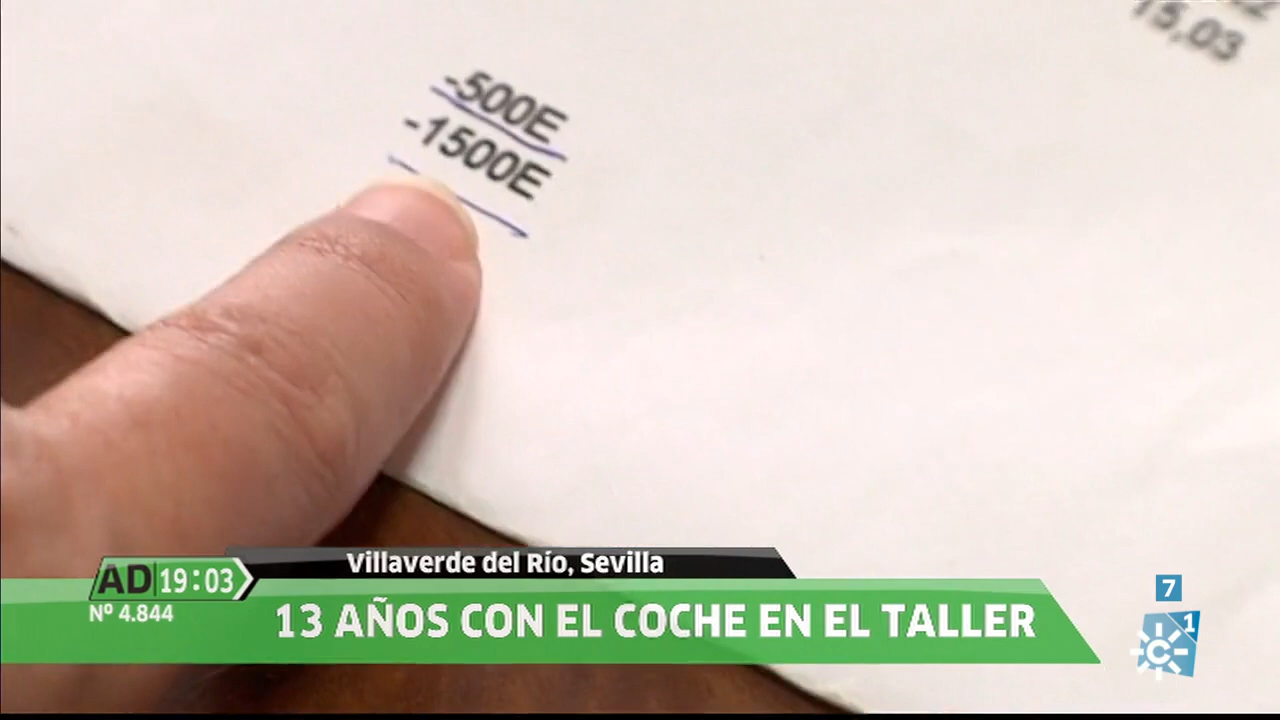 15,03
-500E
-1500E
Villaverde del Río, Sevilla
AD 19:03
Nº 4.844
13 AÑOS CON EL COCHE EN EL TALLER
7
C 1